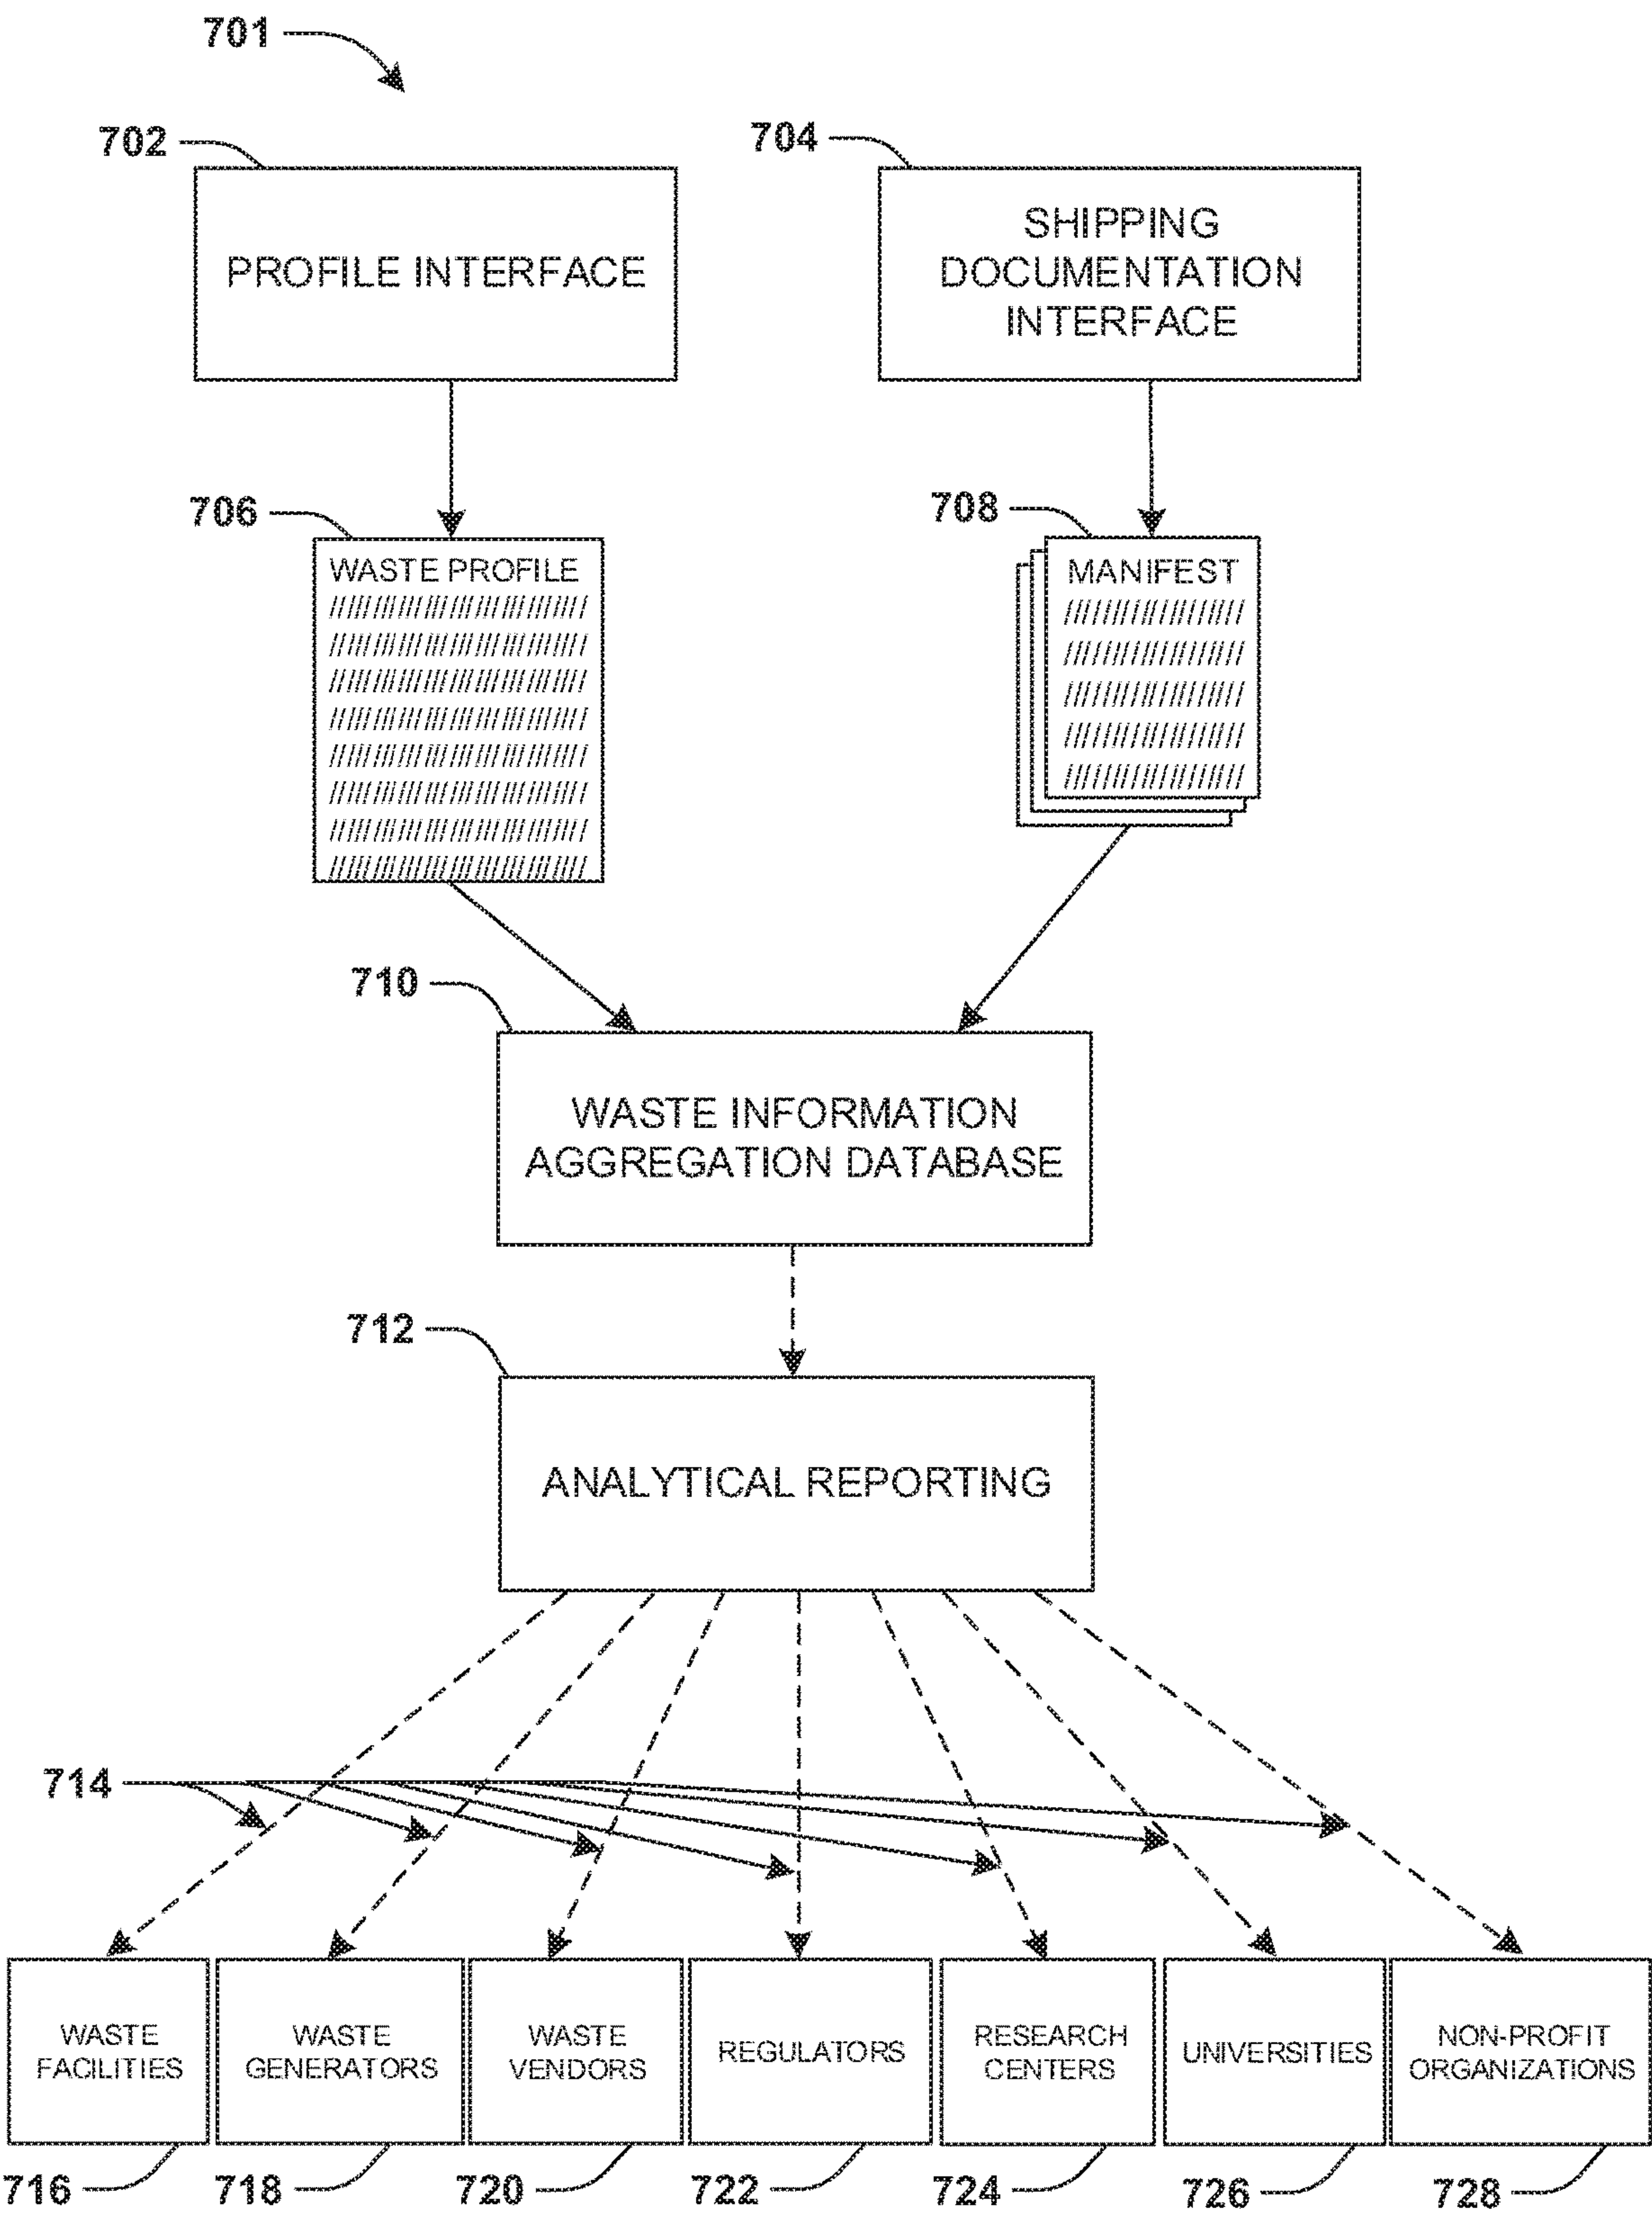 701
702
704
PROFILE INTERFACE
SHIPPING
DOCUMENTATION
INTERFACE
706
708
WASTE PROFILE
MANIFEST
710
WASTE INFORMATION
AGGREGATION DATABASE
712
ANALYTICAL REPORTING
714
WASTE
FACILITIES
WASTE
GENERATORS
WASTE
VENDORS
REGULATORS
RESEARCH
CENTERS
UNIVERSITIES
NON-PROFIT
ORGANIZATIONS
716
718
720
722
724
726
728